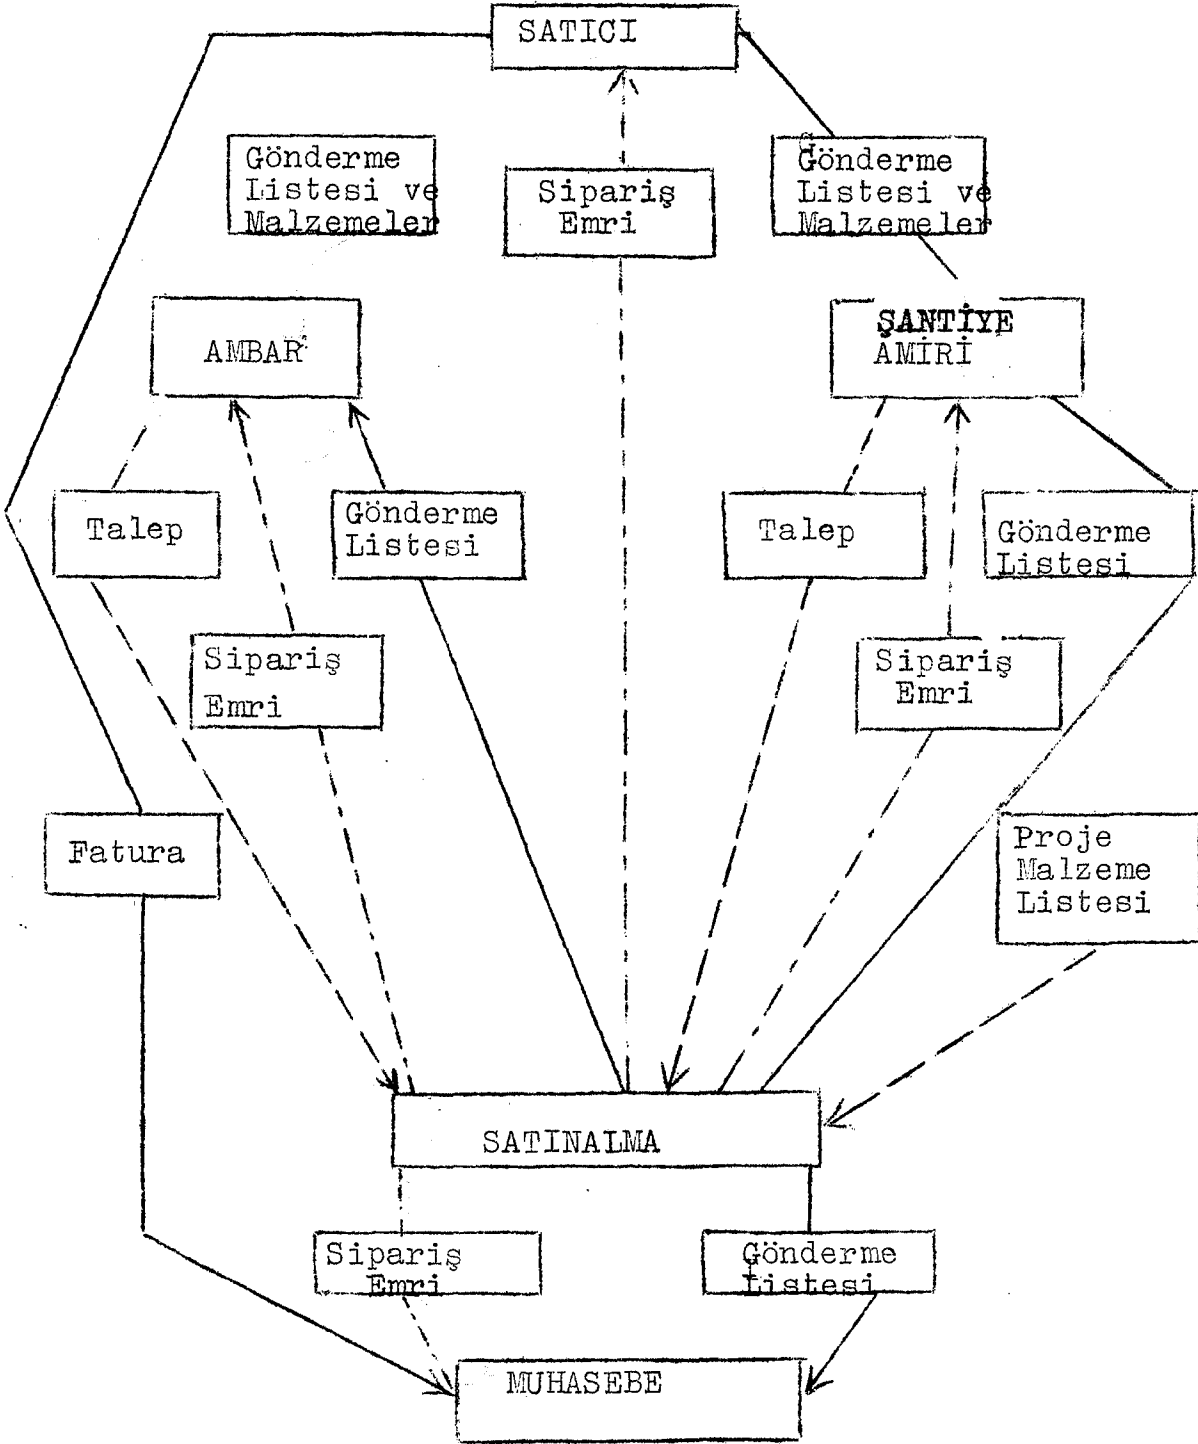 SATICI
Gönderme
Listesi ve
Malzemeler
Sipariş
Emri
Gönderme
Listesi ve
Malzemeler
AMBAR
ŞANTİYE
AMİRİ
Talep
Gönderme
Listesi
Talep
Gönderme
Listesi
Sipariş
Emri
Sipariş
Emri
Fatura
Proje
Malzeme
Listesi
SATINALMA
Sipariş
Emri
Gönderme
Listesi
MUHASEBE